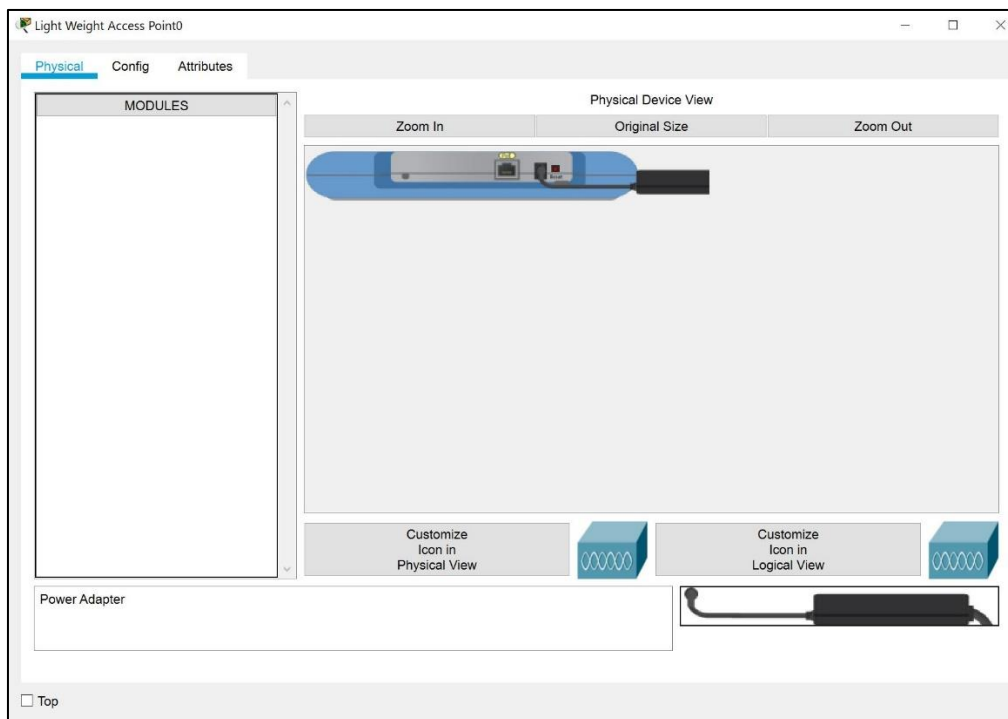 Light Weight Access Point0
Physical Config Attributes
MODULES
Physical Device View
Zoom In Original Size Zoom Out
Reset
Customize
Icon in
Physical View
Customize
Icon in
Logical View
Power Adapter
Top